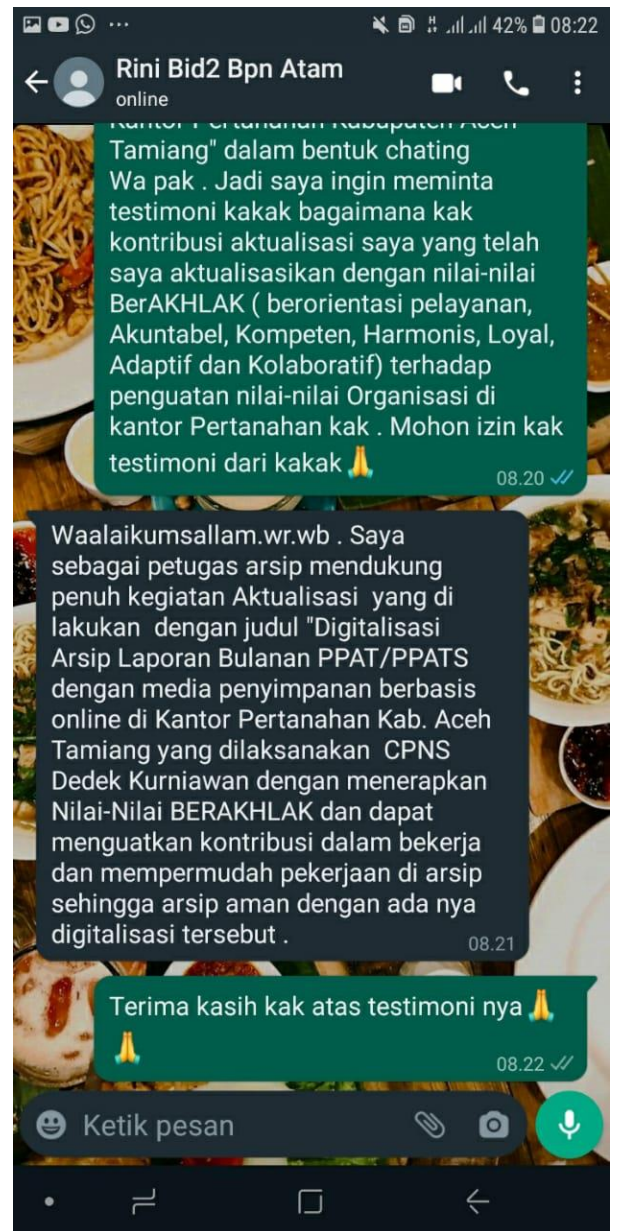 42% 08:22
Rini Bid2 Bpn Atam
online
Kantor Pertanahan Kabupaten Aceh
Tamiang" dalam bentuk chating
Wa pak . Jadi saya ingin meminta
testimoni kakak bagaimana kak
kontribusi aktualisasi saya yang telah
saya aktualisasikan dengan nilai-nilai
BerAKHLAK ( berorientasi pelayanan,
Akuntabel, Kompeten, Harmonis, Loyal,
Adaptif dan Kolaboratif) terhadap
penguatan nilai-nilai Organisasi di
kantor Pertanahan kak . Mohon izin kak
testimoni dari kakak 🙏
08.20
Waalaikumsallam.wr.wb . Saya
sebagai petugas arsip mendukung
penuh kegiatan Aktualisasi yang di
lakukan dengan judul "Digitalisasi
Arsip Laporan Bulanan PPAT/PPATS
dengan media penyimpanan berbasis
online di Kantor Pertanahan Kab. Aceh
Tamiang yang dilaksanakan CPNS
Dedek Kurniawan dengan menerapkan
Nilai-Nilai BERAKHLAK dan dapat
menguatkan kontribusi dalam bekerja
dan mempermudah pekerjaan di arsip
sehingga arsip aman dengan ada nya
digitalisasi tersebut .
08.21
Terima kasih kak atas testimoni nya 🙏
🙏
08.22
Ketik pesan